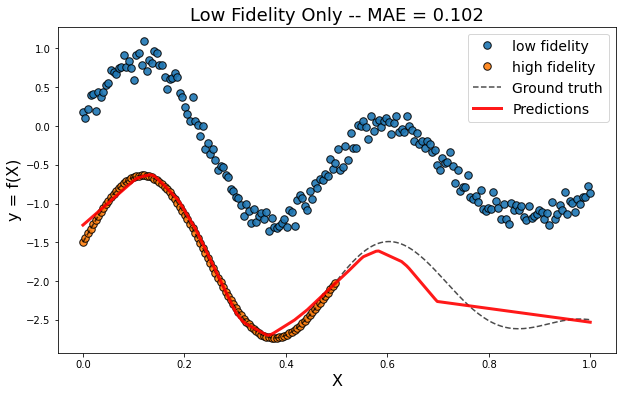 Low Fidelity Only -- MAE = 0.102
low fidelity
high fidelity
Ground truth
Predictions
y = f(X)
1.0
0.5
0.0
−0.5
−1.0
−1.5
−2.0
−2.5
0.0 0.2 0.4 0.6 0.8 1.0
X